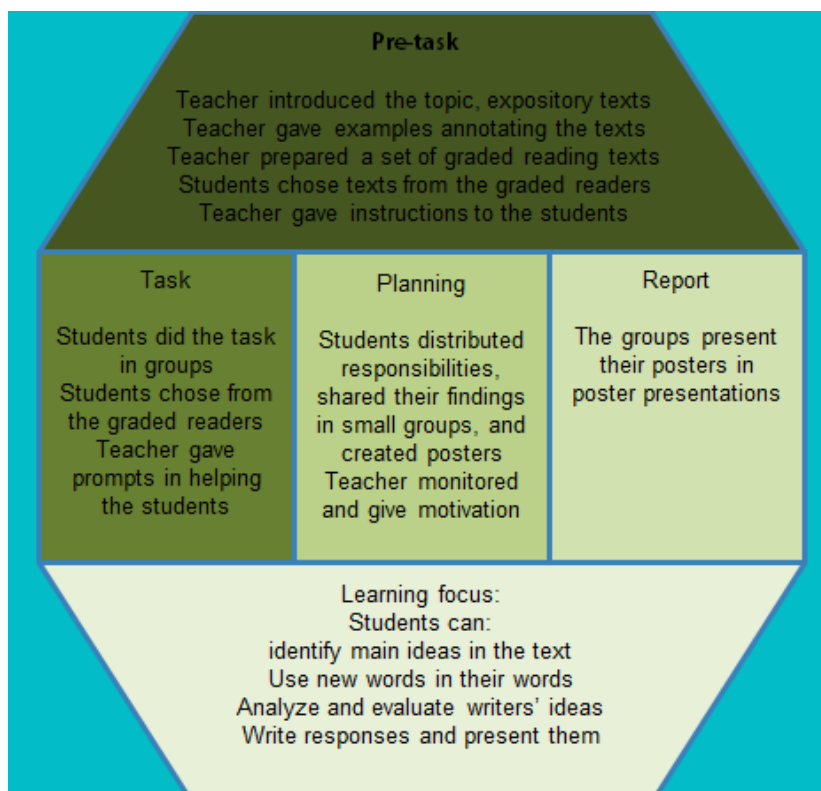 Pre-task
Teacher introduced the topic, expository texts
Teacher gave examples annotating the texts
Teacher prepared a set of graded reading texts
Students chose texts from the graded readers
Teacher gave instructions to the students
Task
Students did the task
in groups
Students chose from
the graded readers
Teacher gave
prompts in helping
the students
Planning
Students distributed
responsibilities,
shared their findings
in small groups, and
created posters
Teacher monitored
and give motivation
Report
The groups present
their posters in
poster presentations
Learning focus:
Students can:
identify main ideas in the text
Use new words in their words
Analyze and evaluate writers’ ideas
Write responses and present them